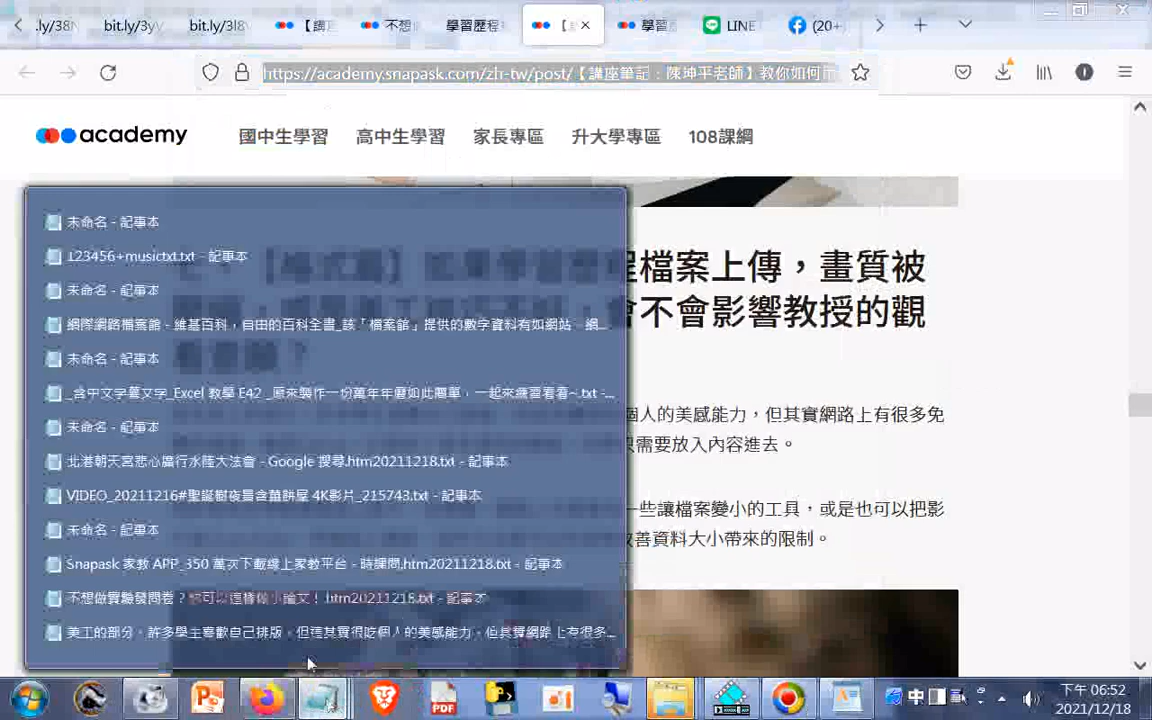 .ly/38
bit.ly/3y
bit.ly/3l8
【講
不想
學習歷程
【
學習
LINE
(20+
https://academy.snapask.com/zh-tw/post/【講座筆記：陳坤平老師】教你如何
academy
國中生學習
高中生學習
家長專區
升大學專區
108課綱
未命名 - 記事本
123456+musictxt.txt - 記事本
未命名 - 記事本
網際網路檔案館 - 維基百科，自由的百科全書_該「檔案館」提供的數字資料有如網站 - 網...
未命名 - 記事本
_含中文字幕文字_Excel 教學 E42 _原來製作一份萬年年曆如此簡單，一起來練習看看~.txt -...
未命名 - 記事本
北港朝天宮慈心廣行水陸大法會 - Google 搜尋.htm20211218.txt - 記事本
VIDEO_20211216#聖誕樹夜景含薑餅屋 4K影片_215743.txt - 記事本
未命名 - 記事本
Snapask 家教 APP_350 萬次下載線上家教平台 - 時課問.htm20211218.txt - 記事本
不想做實驗發問卷？你可以這樣做小論文！.htm20211218.txt - 記事本
美工的部分，許多學生喜歡自己排版，但這其實很吃個人的美感能力，但其實網路上有很多...
程檔案上傳，畫質被
會不會影響教授的觀
個人的美感能力，但其實網路上有很多免
只需要放入內容進去。
一些讓檔案變小的工具，或是也可以把影
改善資料大小帶來的限制。
中
下午 06:52
2021/12/18